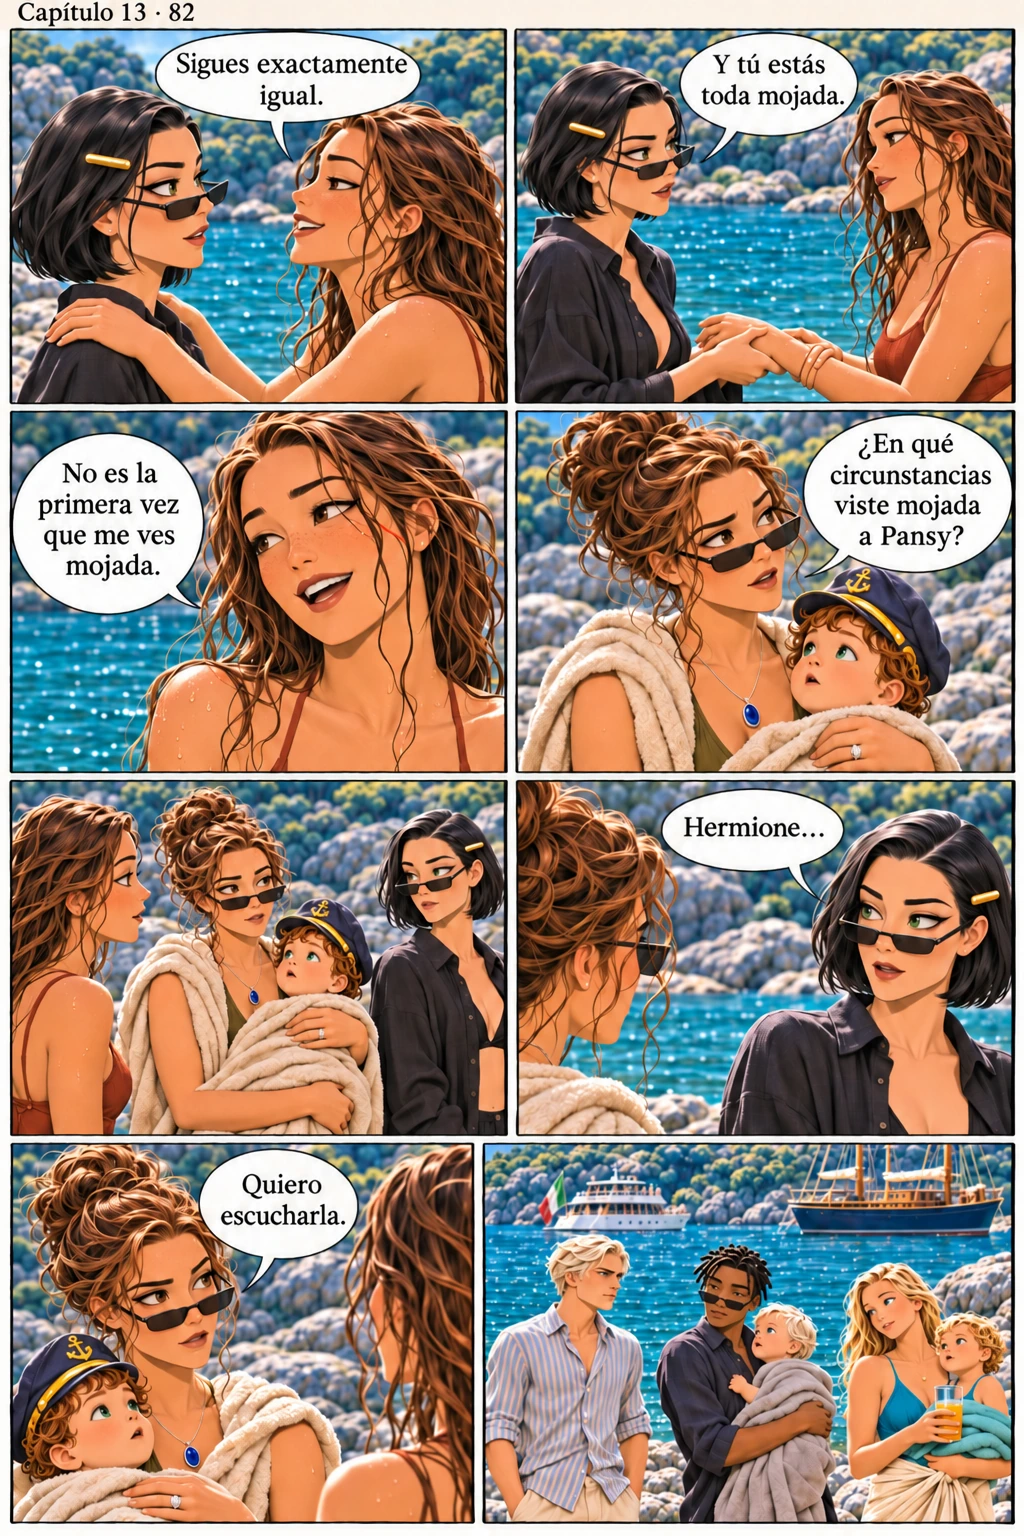 Capítulo 13 · 82
Sigues exactamente
igual.
Y tú estás
toda mojada.
No es la
primera vez
que me ves
mojada.
¿En qué
circunstancias
viste mojada
a Pansy?
Hermione...
Quiero
escucharla.